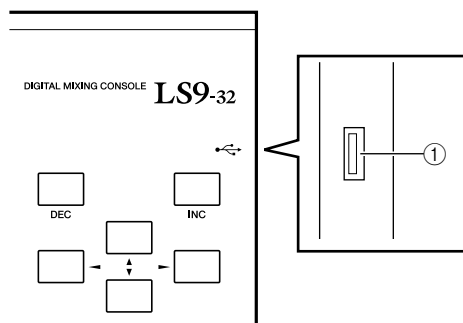 DIGITAL MIXING CONSOLE LS9-32
①
DEC
INC